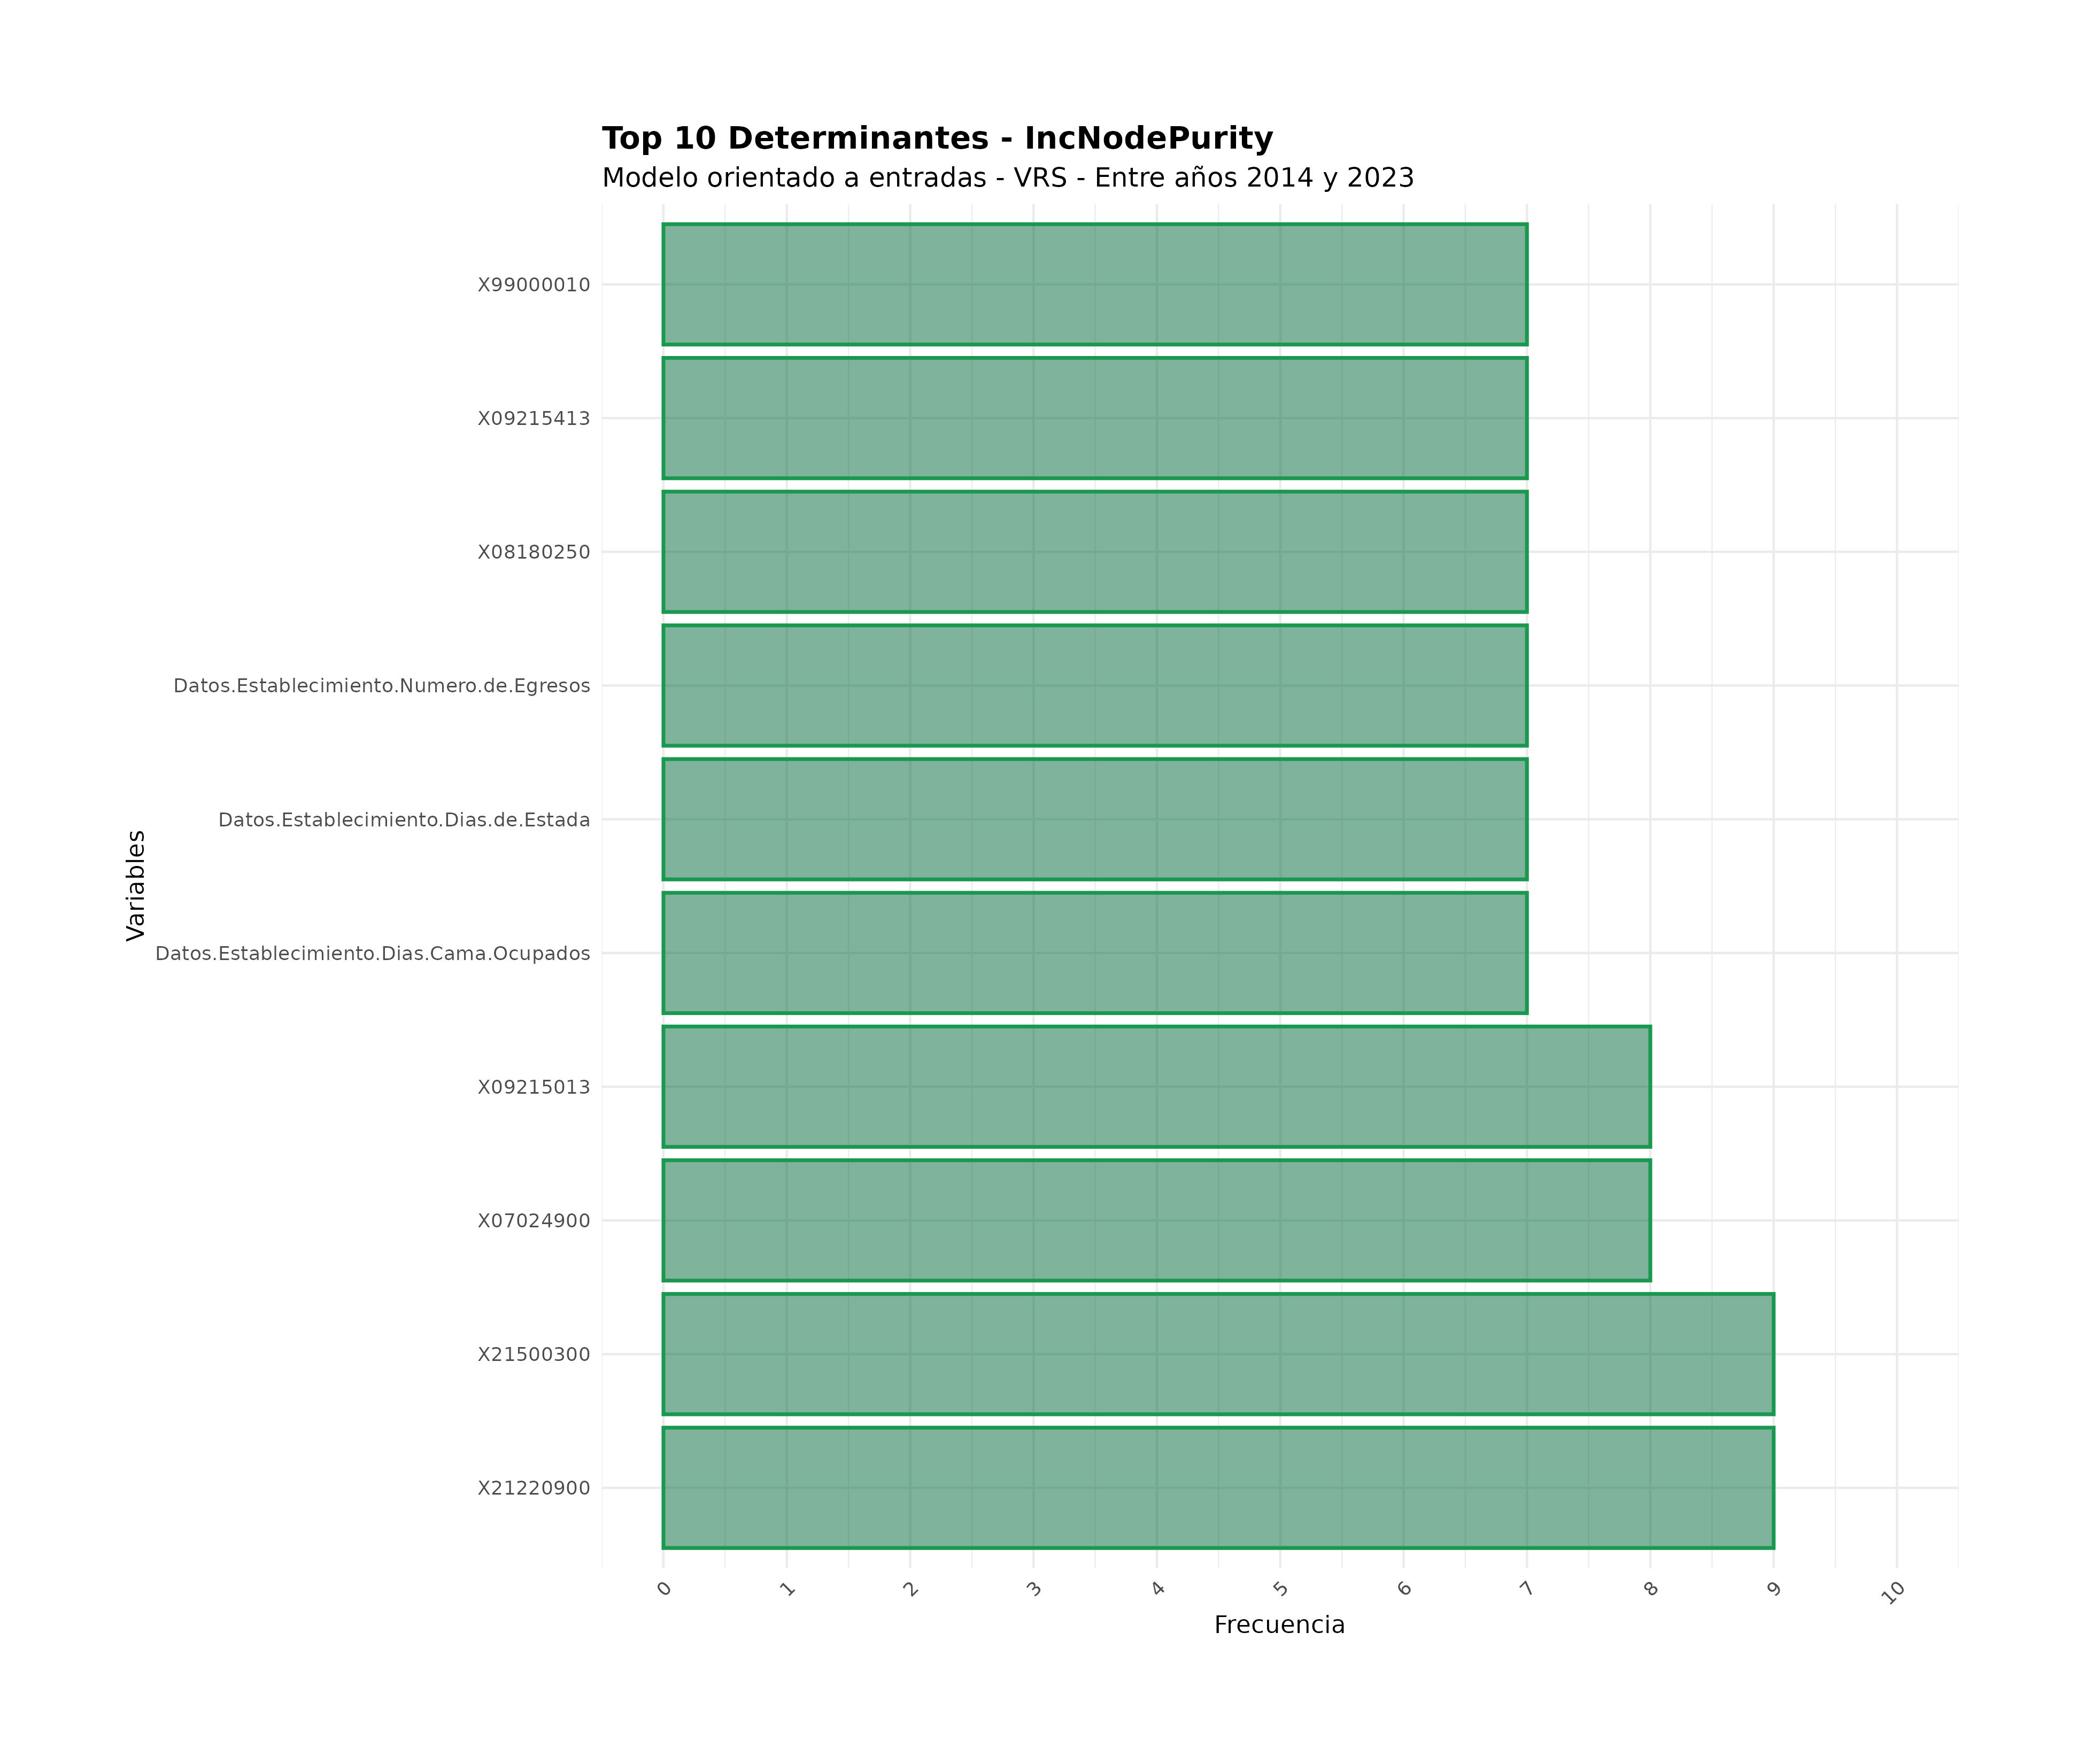 Top 10 Determinantes - IncNodePurity
Modelo orientado a entradas - VRS - Entre años 2014 y 2023
Variables
X99000010
X09215413
X08180250
Datos.Establecimiento.Numero.de.Egresos
Datos.Establecimiento.Dias.de.Estada
Datos.Establecimiento.Dias.Cama.Ocupados
X09215013
X07024900
X21500300
X21220900
0 1 2 3 4 5 6 7 8 9 10
Frecuencia